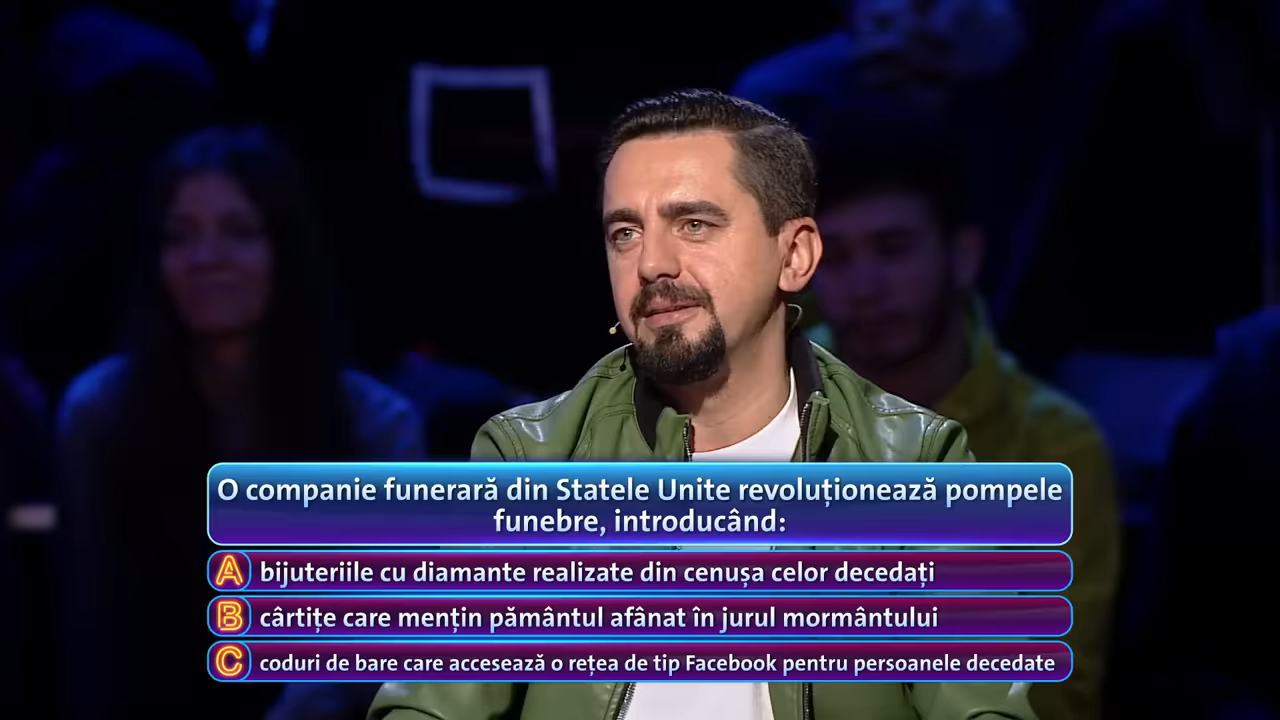 O companie funerară din Statele Unite revoluționează pompele
funebre, introducând:
A bijuteriile cu diamante realizate din cenușa celor decedați
B cârtițe care mențin pământul afânat în jurul mormântului
C coduri de bare care accesează o rețea de tip Facebook pentru persoanele decedate